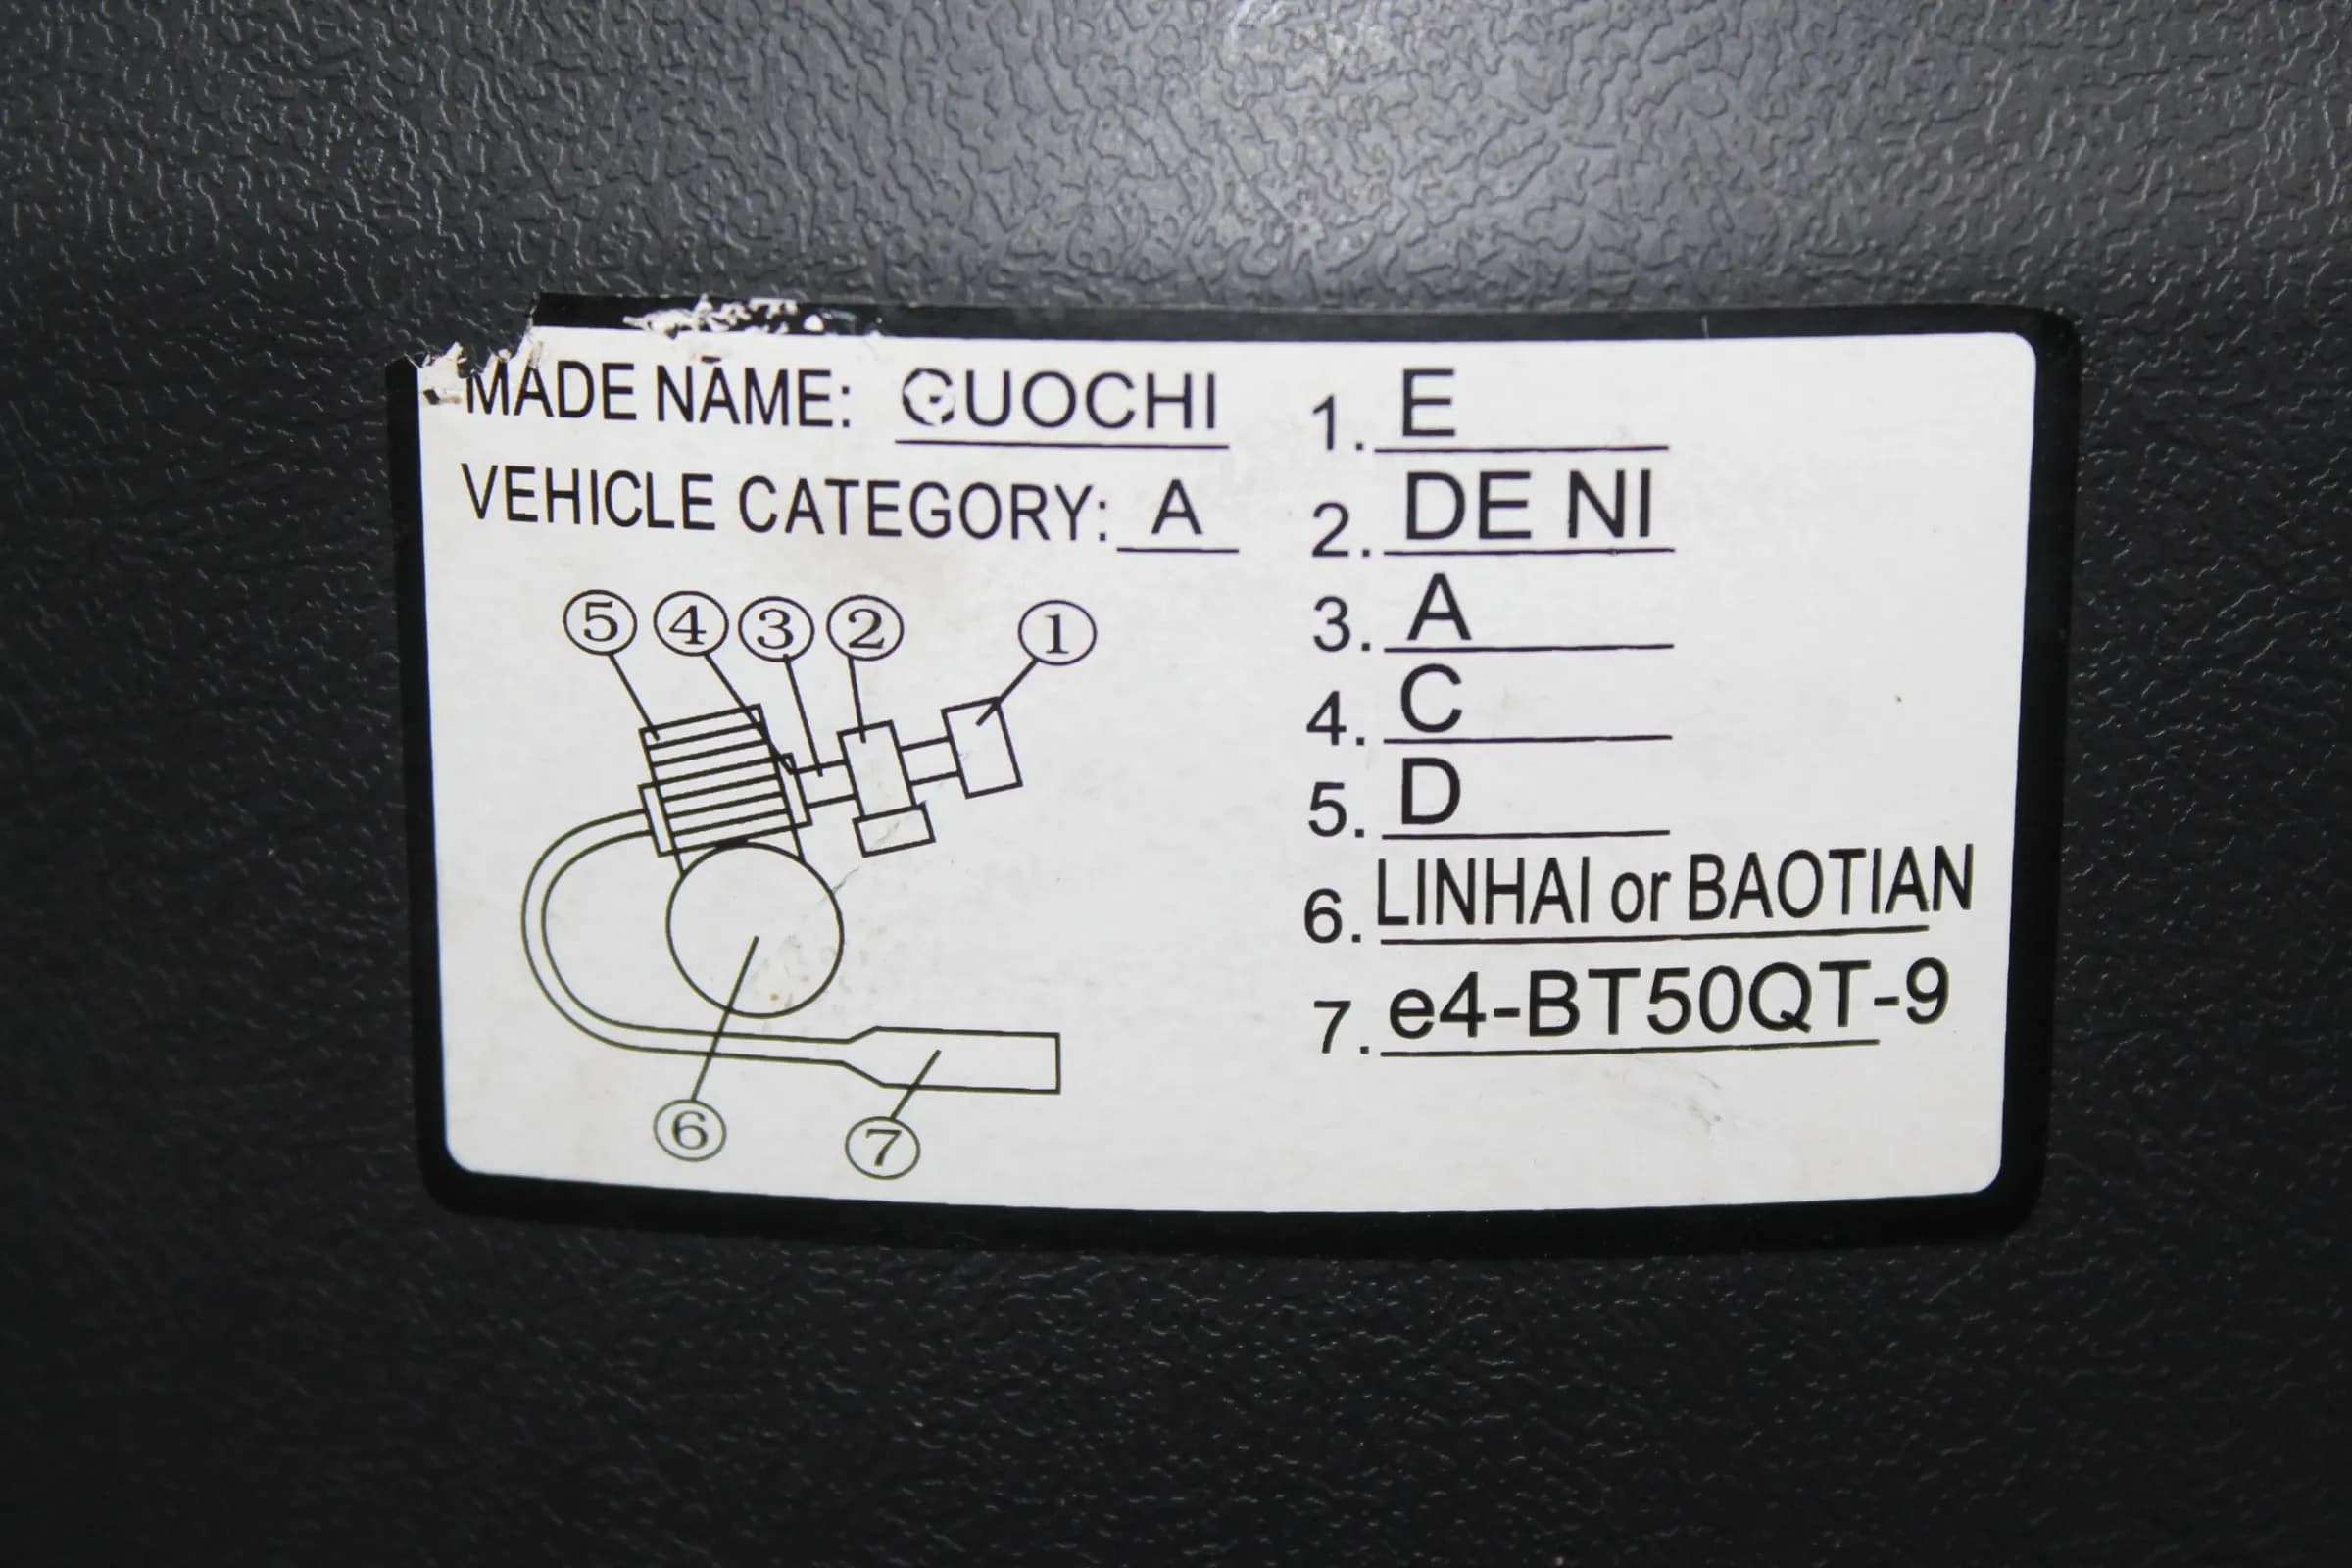 MADE NAME: GUOCHI
VEHICLE CATEGORY: A
⑤ ④ ③ ② ①
⑥ ⑦
1. E
2. DE NI
3. A
4. C
5. D
6. LINHAI or BAOTIAN
7. e4-BT50QT-9